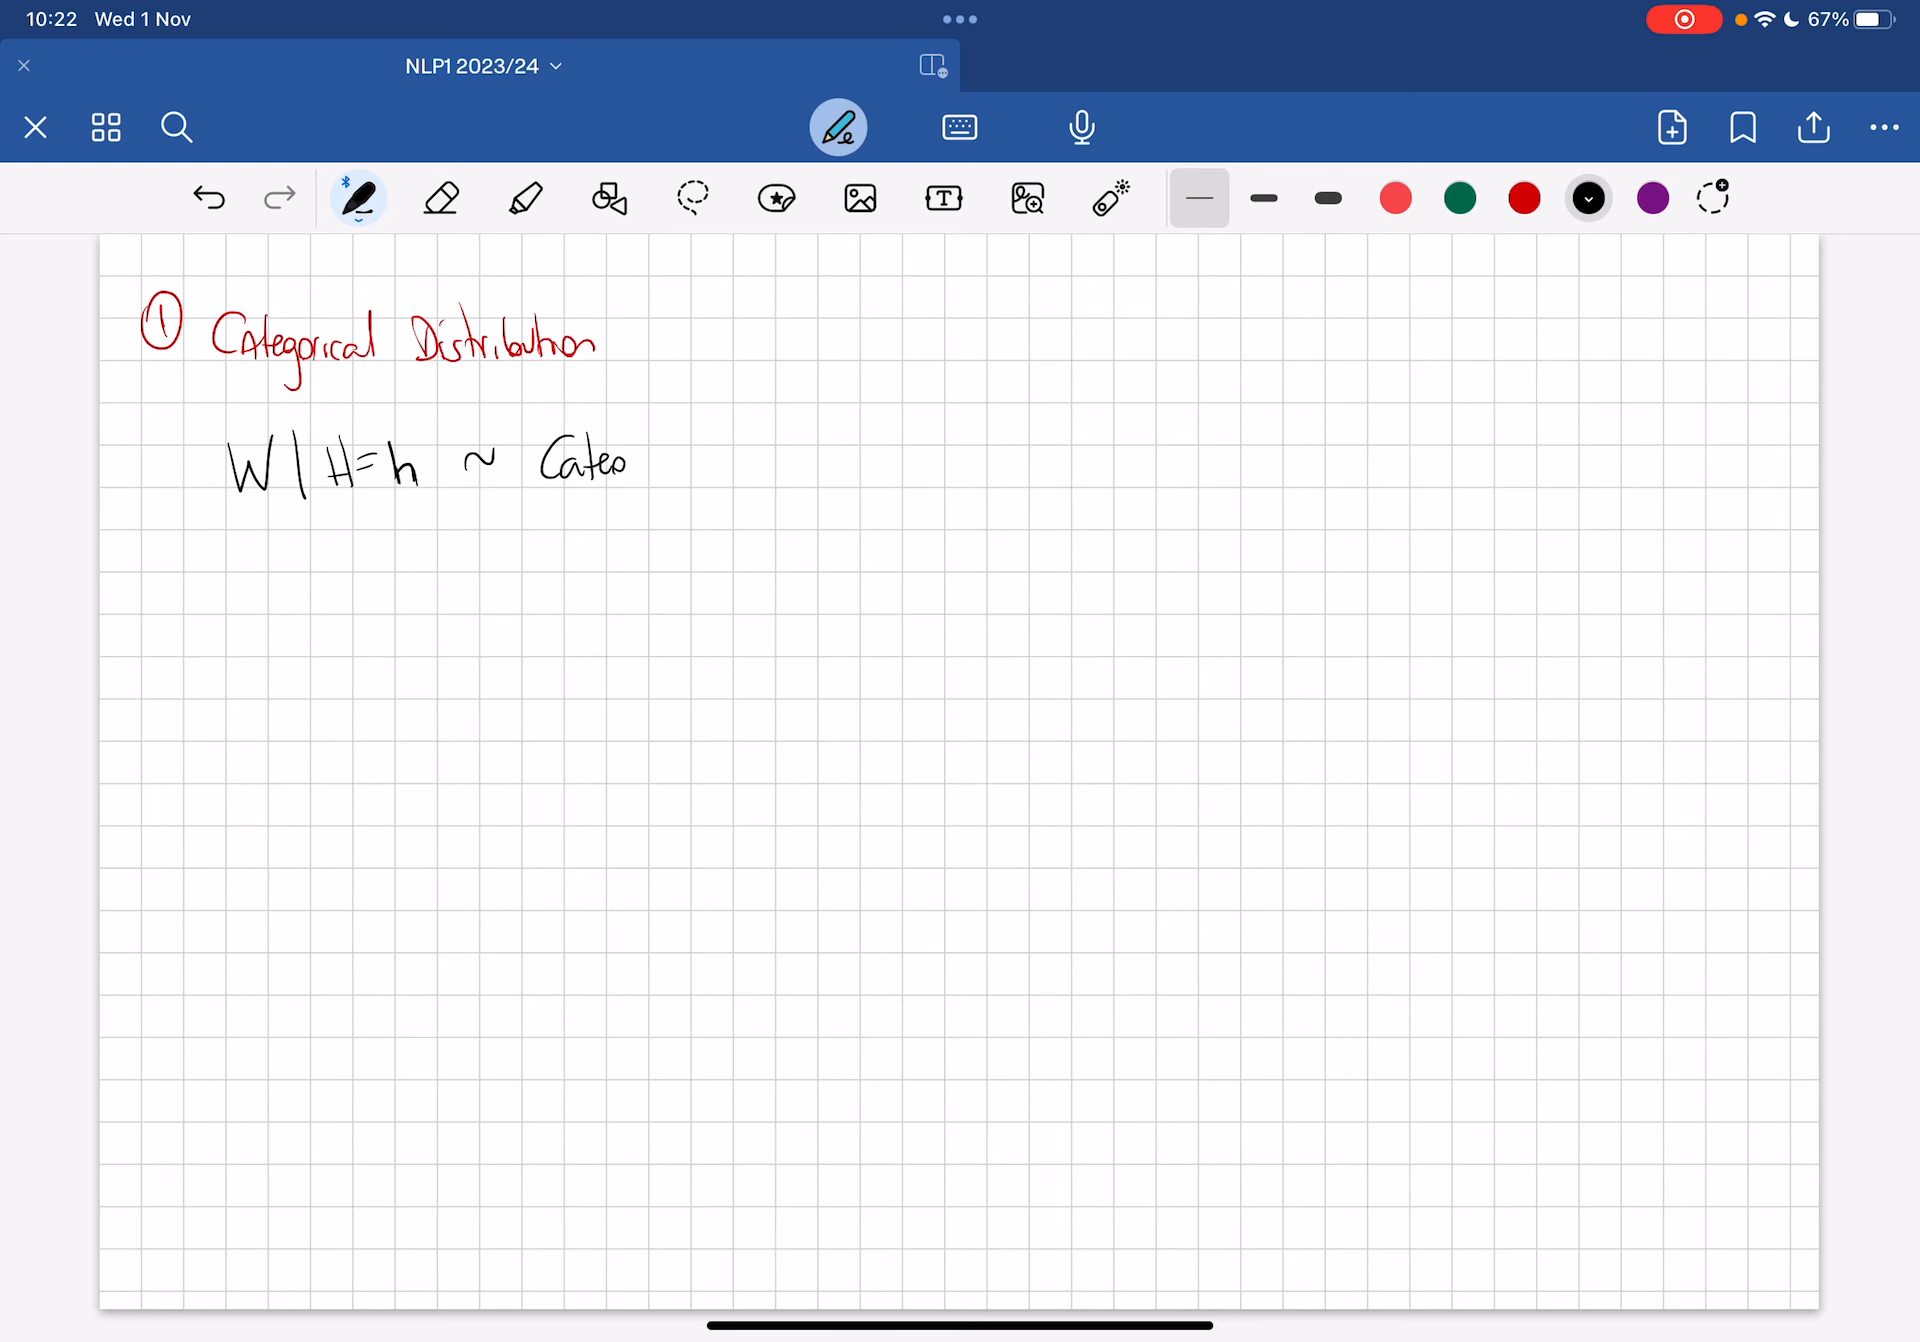 10:22 Wed 1 Nov
67%
NLP1 2023/24
① Categorical Distribution
W | H=h ~ Cateo